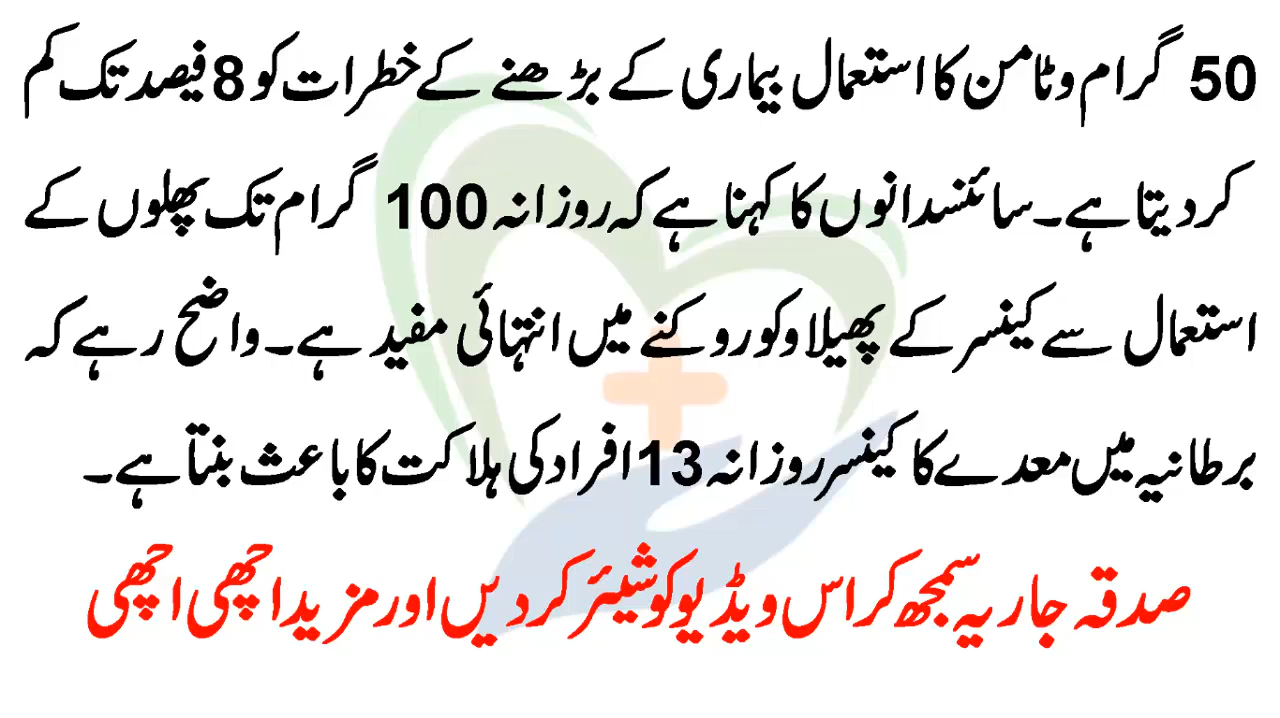 50 گرام وٹامن کا استعمال بیماری کے بڑھنے کے خطرات کو 8 فیصد تک کم
کر دیتا ہے۔ سائنسدانوں کا کہنا ہے کہ روزانہ 100 گرام تک پھلوں کے
استعمال سے کینسر کے پھیلاو کو روکنے میں انتہائی مفید ہے۔ واضح رہے کہ
برطانیہ میں معدے کا کینسر روزانہ 13 افراد کی ہلاکت کا باعث بنتا ہے۔
صدقہ جاریہ سمجھ کر اس ویڈیو کو شیئر کر دیں اور مزید اچھی اچھی